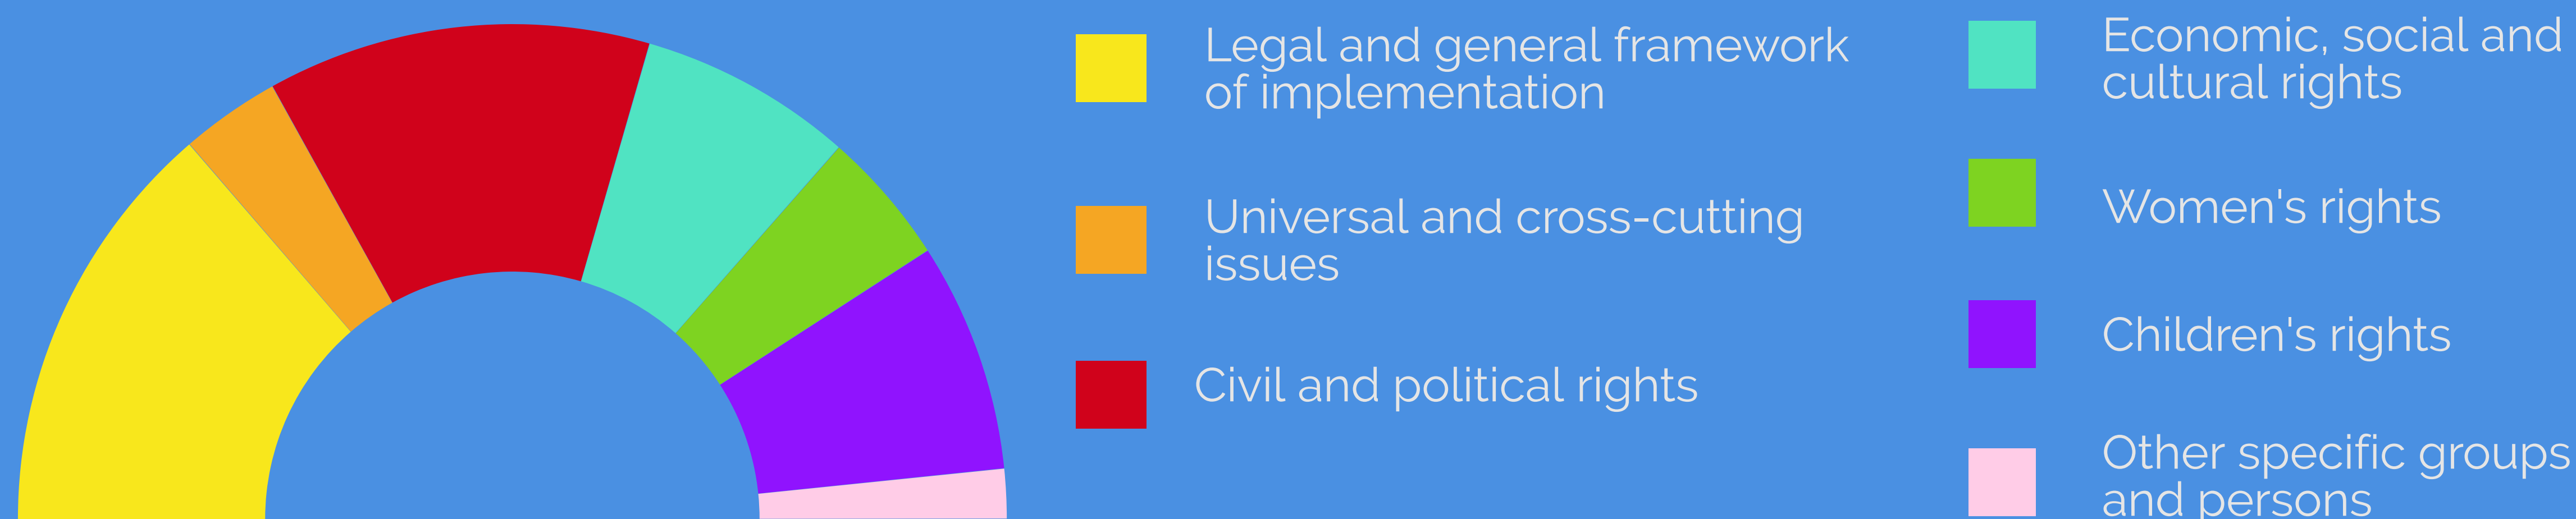 Legal and general framework
of implementation
Universal and cross-cutting
issues
Civil and political rights
Economic, social and
cultural rights
Women's rights
Children's rights
Other specific groups
and persons